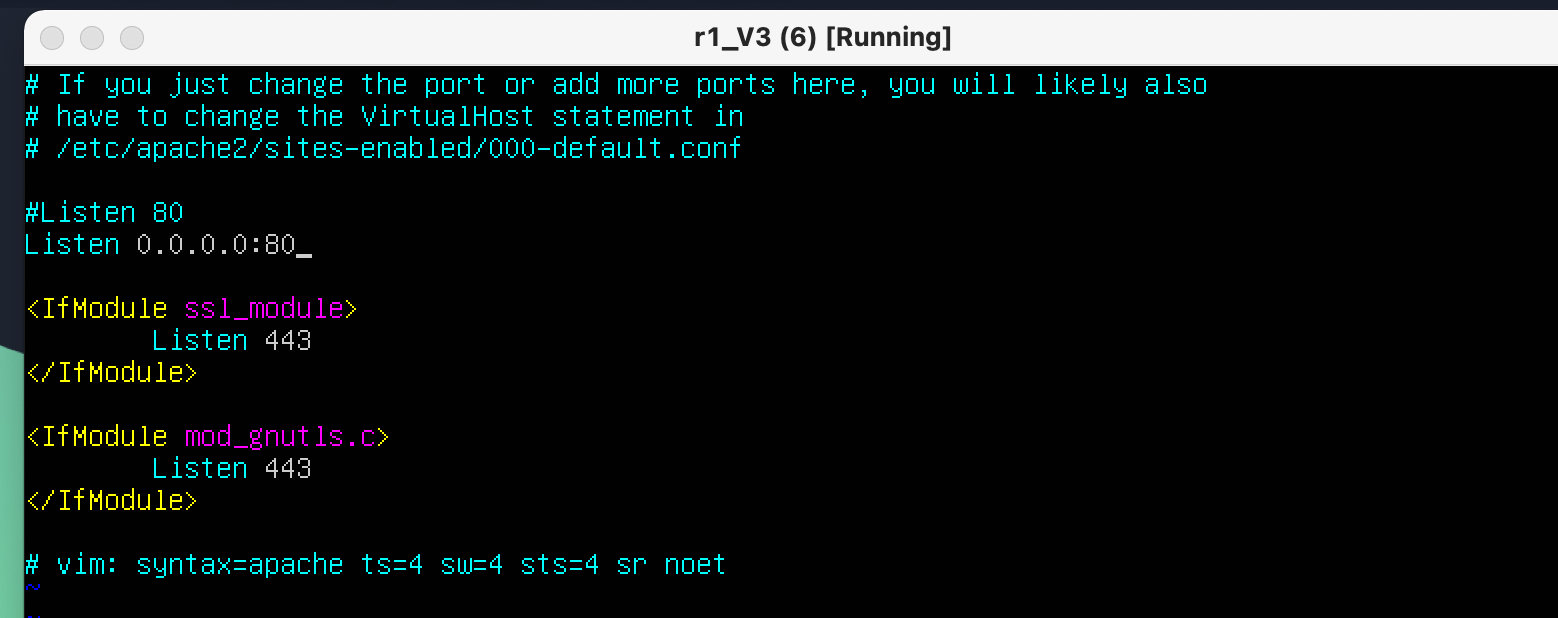 r1_V3 (6) [Running]
# If you just change the port or add more ports here, you will likely also
# have to change the VirtualHost statement in
# /etc/apache2/sites-enabled/000-default.conf
#Listen 80
Listen 0.0.0.0:80_
<IfModule ssl_module>
        Listen 443
</IfModule>
<IfModule mod_gnutls.c>
        Listen 443
</IfModule>
# vim: syntax=apache ts=4 sw=4 sts=4 sr noet
~
~